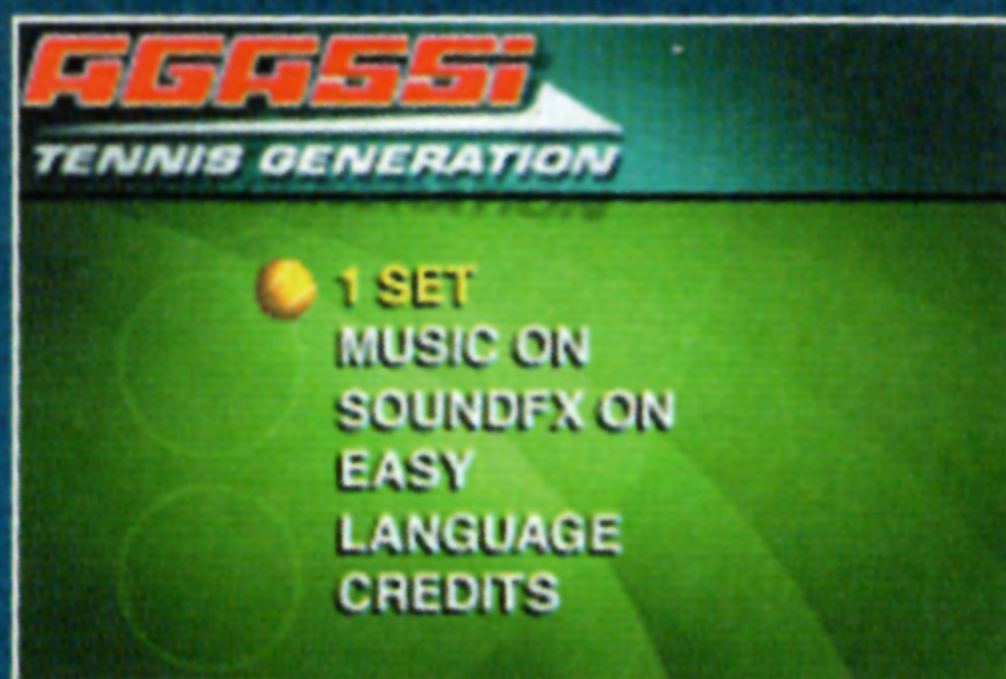 AGASSI
TENNIS GENERATION
1 SET
MUSIC ON
SOUNDFX ON
EASY
LANGUAGE
CREDITS